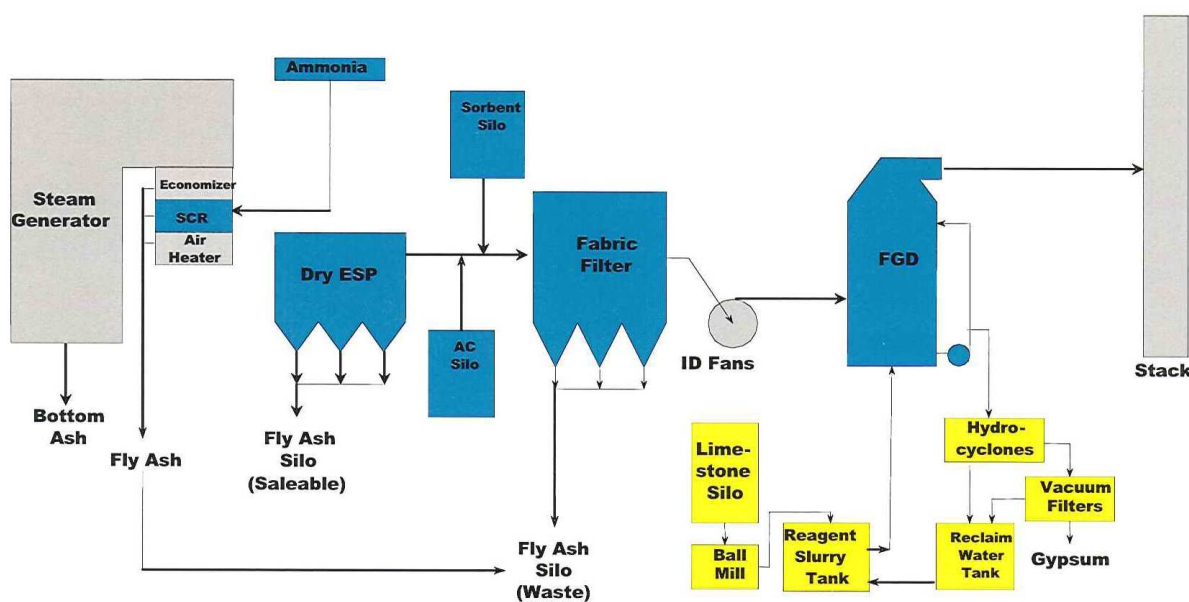 Ammonia
Sorbent
Silo
Economizer
SCR
Air
Heater
Steam
Generator
Dry ESP
Fabric
Filter
FGD
AC
Silo
ID Fans
Stack
Bottom
Ash
Fly Ash
Fly Ash
Silo
(Saleable)
Fly Ash
Silo
(Waste)
Lime-
stone
Silo
Ball
Mill
Reagent
Slurry
Tank
Hydro-
cyclones
Vacuum
Filters
Reclaim
Water
Tank
Gypsum